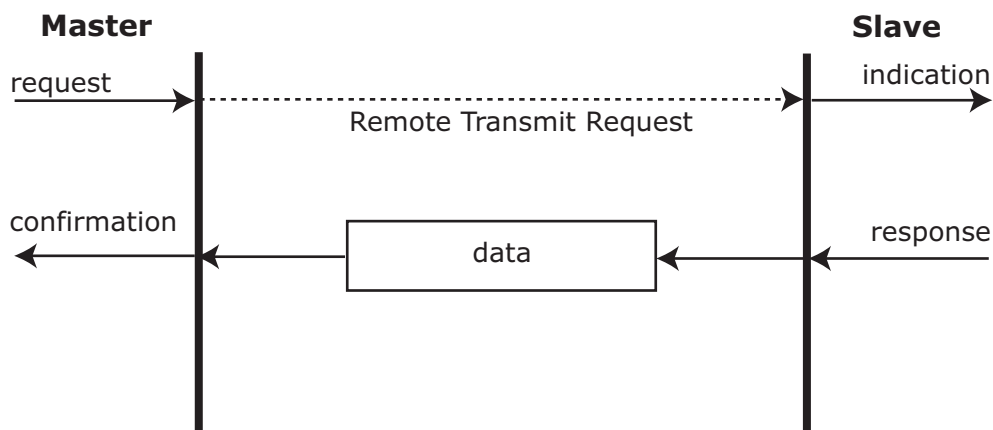 Master
Slave
request
indication
Remote Transmit Request
confirmation
data
response